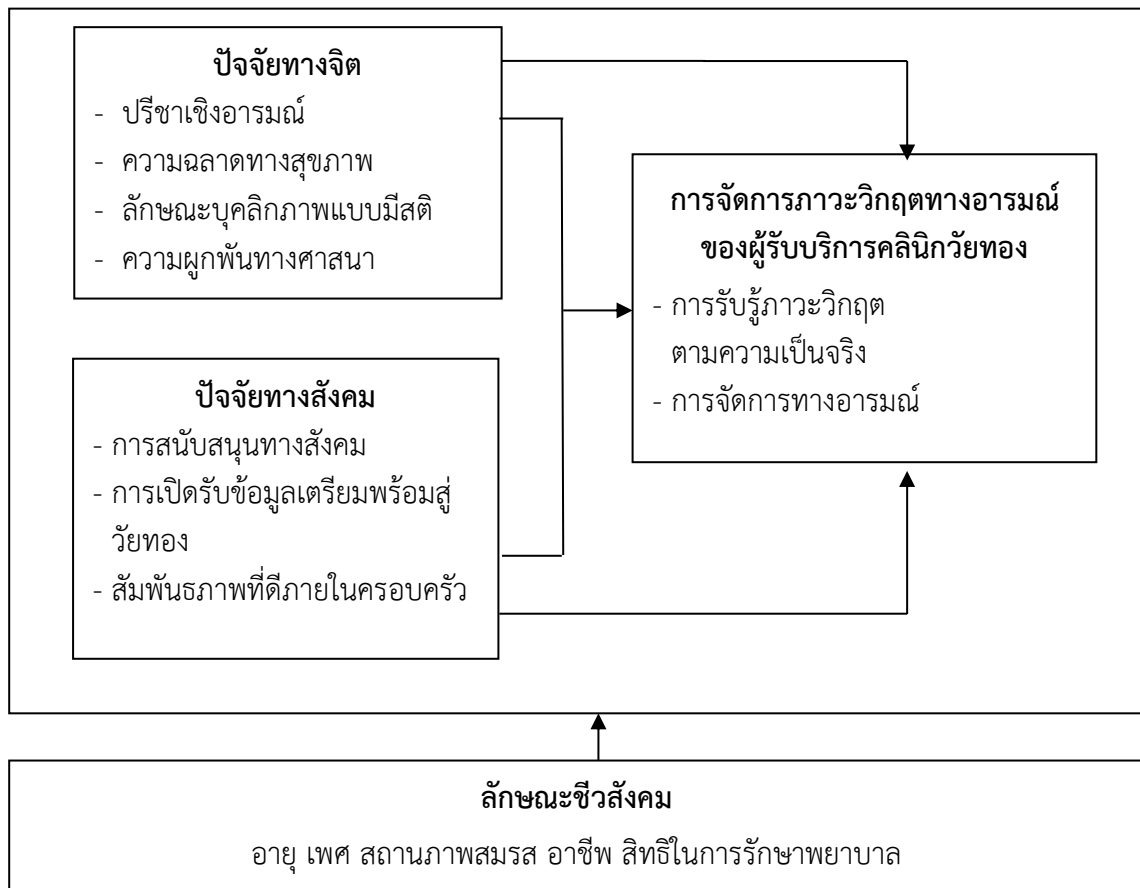 ปัจจัยทางจิต
- ปรีชาเชิงอารมณ์
- ความฉลาดทางสุขภาพ
- ลักษณะบุคลิกภาพแบบมีสติ
- ความผูกพันทางศาสนา
ปัจจัยทางสังคม
- การสนับสนุนทางสังคม
- การเปิดรับข้อมูลเตรียมพร้อมสู่
วัยทอง
- สัมพันธภาพที่ดีภายในครอบครัว
การจัดการภาวะวิกฤตทางอารมณ์
ของผู้รับบริการคลินิกวัยทอง
- การรับรู้ภาวะวิกฤต
ตามความเป็นจริง
- การจัดการทางอารมณ์
ลักษณะชีวสังคม
อายุ เพศ สถานภาพสมรส อาชีพ สิทธิในการรักษาพยาบาล